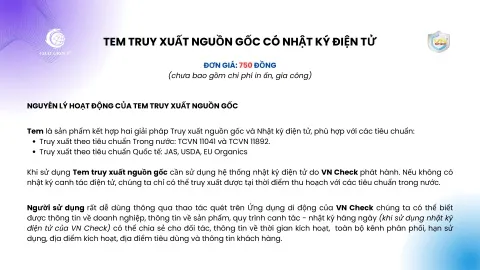 TEM TRUY XUẤT NGUỒN GỐC CÓ NHẬT KÝ ĐIỆN TỬ
ĐƠN GIÁ: 750 ĐỒNG
(chưa bao gồm chi phí in ấn, gia công)
NGUYÊN LÝ HOẠT ĐỘNG CỦA TEM TRUY XUẤT NGUỒN GỐC
Tem là sản phẩm kết hợp hai giải pháp Truy xuất nguồn gốc và Nhật ký điện tử, phù hợp với các tiêu chuẩn:
• Truy xuất theo tiêu chuẩn Trong nước: TCVN 11041 và TCVN 11892.
• Truy xuất theo tiêu chuẩn Quốc tế: JAS, USDA, EU Organics
Khi sử dụng Tem truy xuất nguồn gốc cần sử dụng hệ thống nhật ký điện tử do VN Check phát hành. Nếu không có
nhật ký canh tác điện tử, chúng ta chỉ có thể truy xuất được tại thời điểm thu hoạch với các tiêu chuẩn trong nước.
Người sử dụng rất dễ dùng thông qua thao tác quét trên Ứng dụng di động của VN Check chúng ta có thể biết
được thông tin về doanh nghiệp, thông tin về sản phẩm, quy trình canh tác - nhật ký hàng ngày (khi sử dụng nhật ký
điện tử của VN Check) có thể chia sẻ cho đối tác, thông tin về thời gian kích hoạt, toàn bộ kênh phân phối, hạn sử
dụng, địa điểm kích hoạt, địa điểm tiêu dùng và thông tin khách hàng.